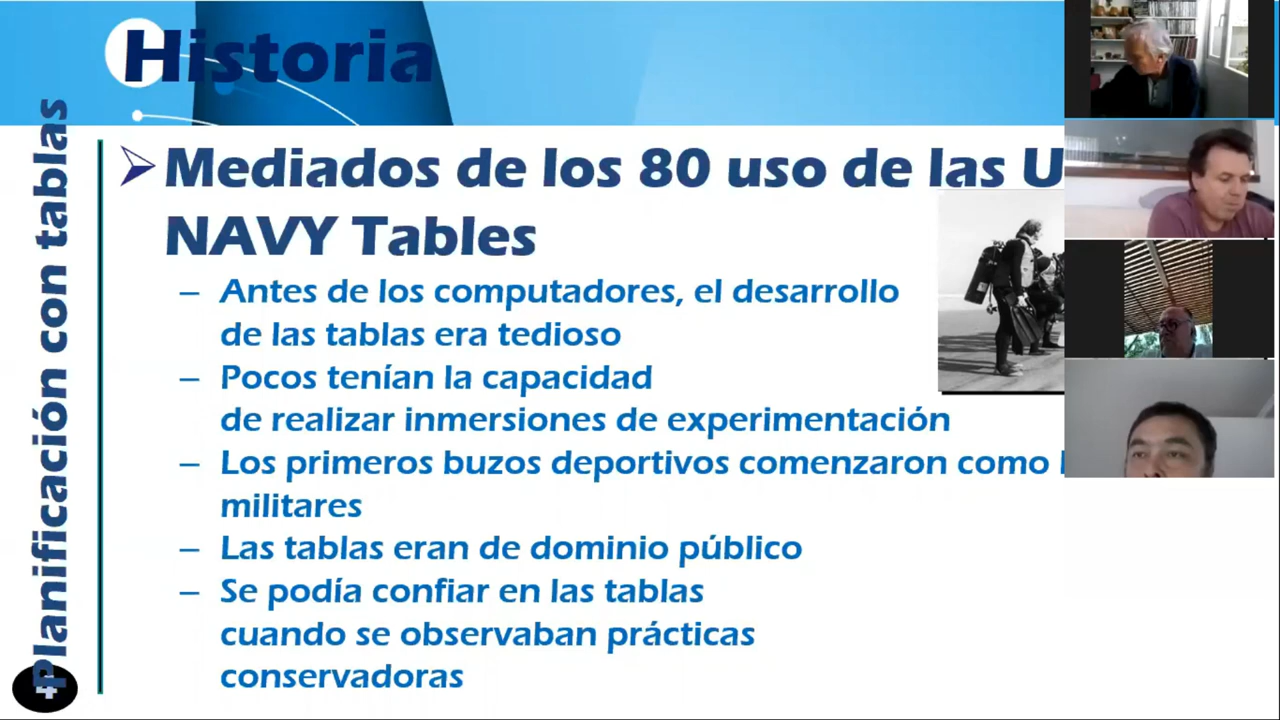 Historia
Planificación con tablas
Mediados de los 80 uso de las U
NAVY Tables
– Antes de los computadores, el desarrollo
de las tablas era tedioso
– Pocos tenían la capacidad
de realizar inmersiones de experimentación
– Los primeros buzos deportivos comenzaron como
militares
– Las tablas eran de dominio público
– Se podía confiar en las tablas
cuando se observaban prácticas
conservadoras